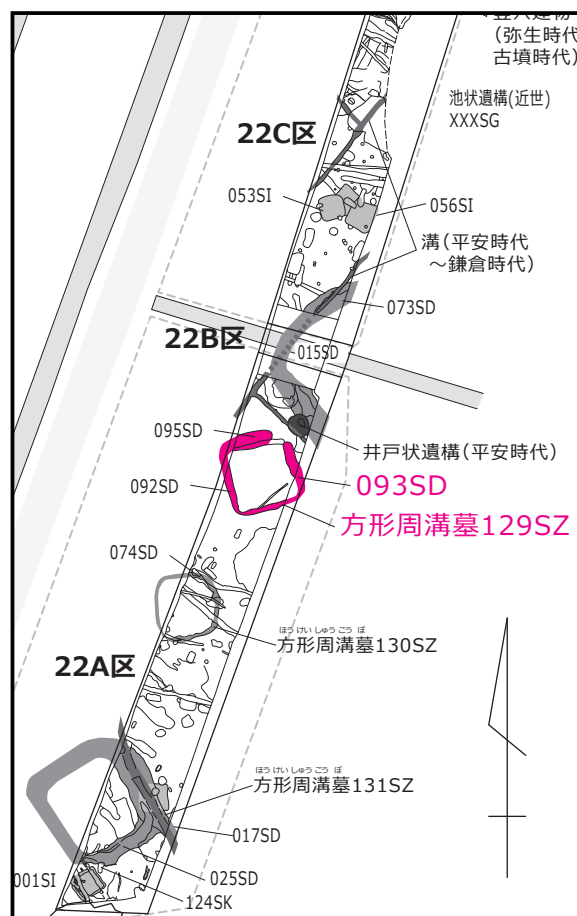 (弥生時代
古墳時代)
池状遺構(近世)
XXXSG
22C区
053SI
056SI
溝(平安時代
～鎌倉時代)
073SD
22B区
015SD
095SD
井戸状遺構(平安時代)
092SD
093SD
方形周溝墓129SZ
074SD
ほう けい しゅう こう ぼ
方形周溝墓130SZ
22A区
ほう けい しゅう こう ぼ
方形周溝墓131SZ
017SD
001SI
025SD
124SK